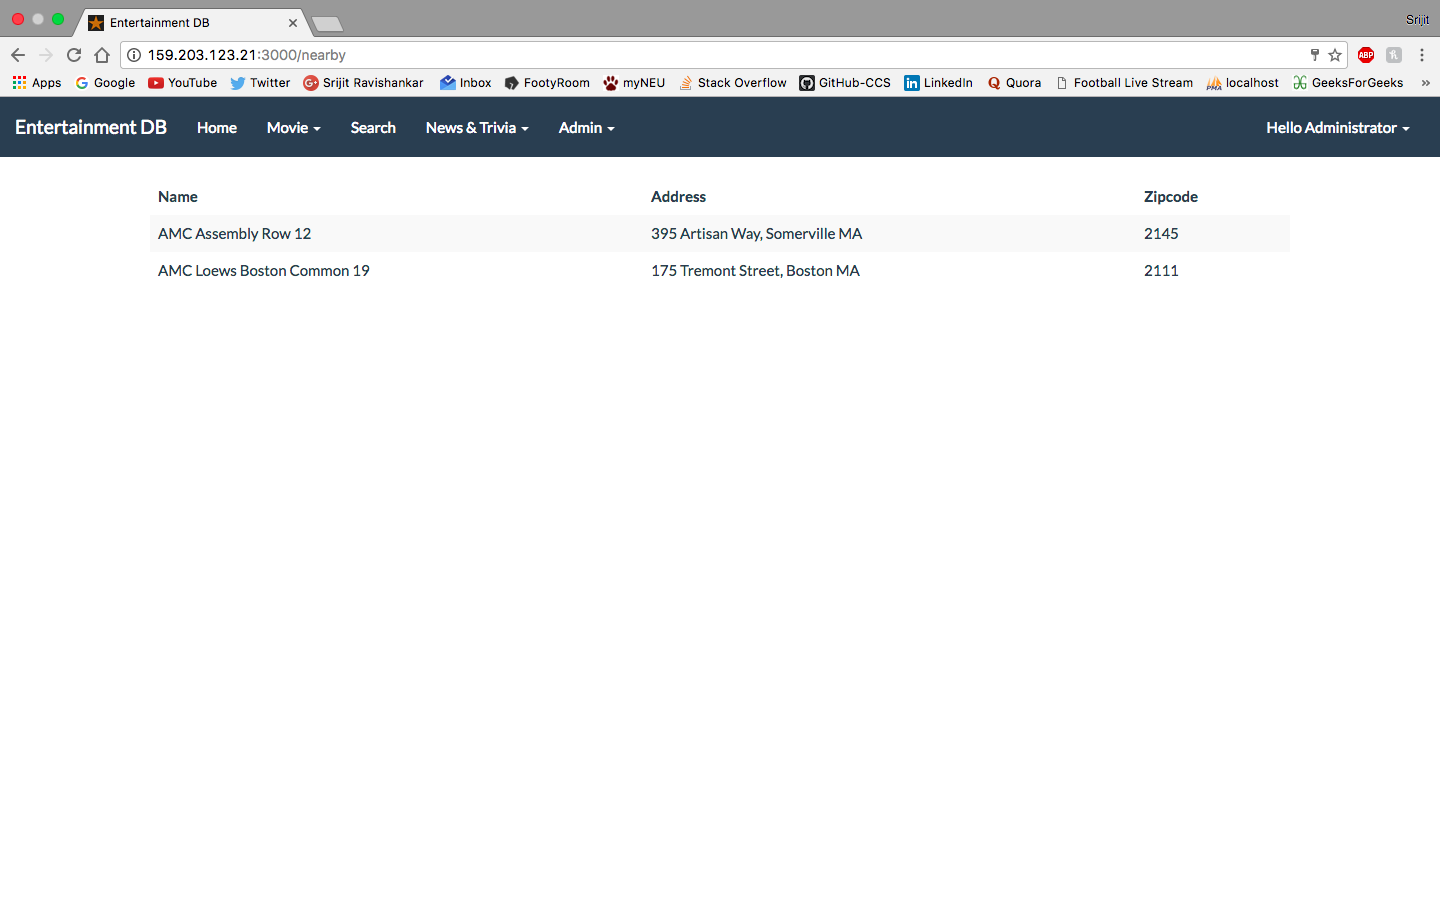 Entertainment DB
Srijit
159.203.123.21:3000/nearby
ABP
Apps Google YouTube Twitter Srijit Ravishankar Inbox FootyRoom myNEU Stack Overflow GitHub-CCS LinkedIn Quora Football Live Stream localhost GeeksForGeeks »
Entertainment DB Home Movie Search News & Trivia Admin Hello Administrator
Name Address Zipcode
AMC Assembly Row 12 395 Artisan Way, Somerville MA 2145
AMC Loews Boston Common 19 175 Tremont Street, Boston MA 2111